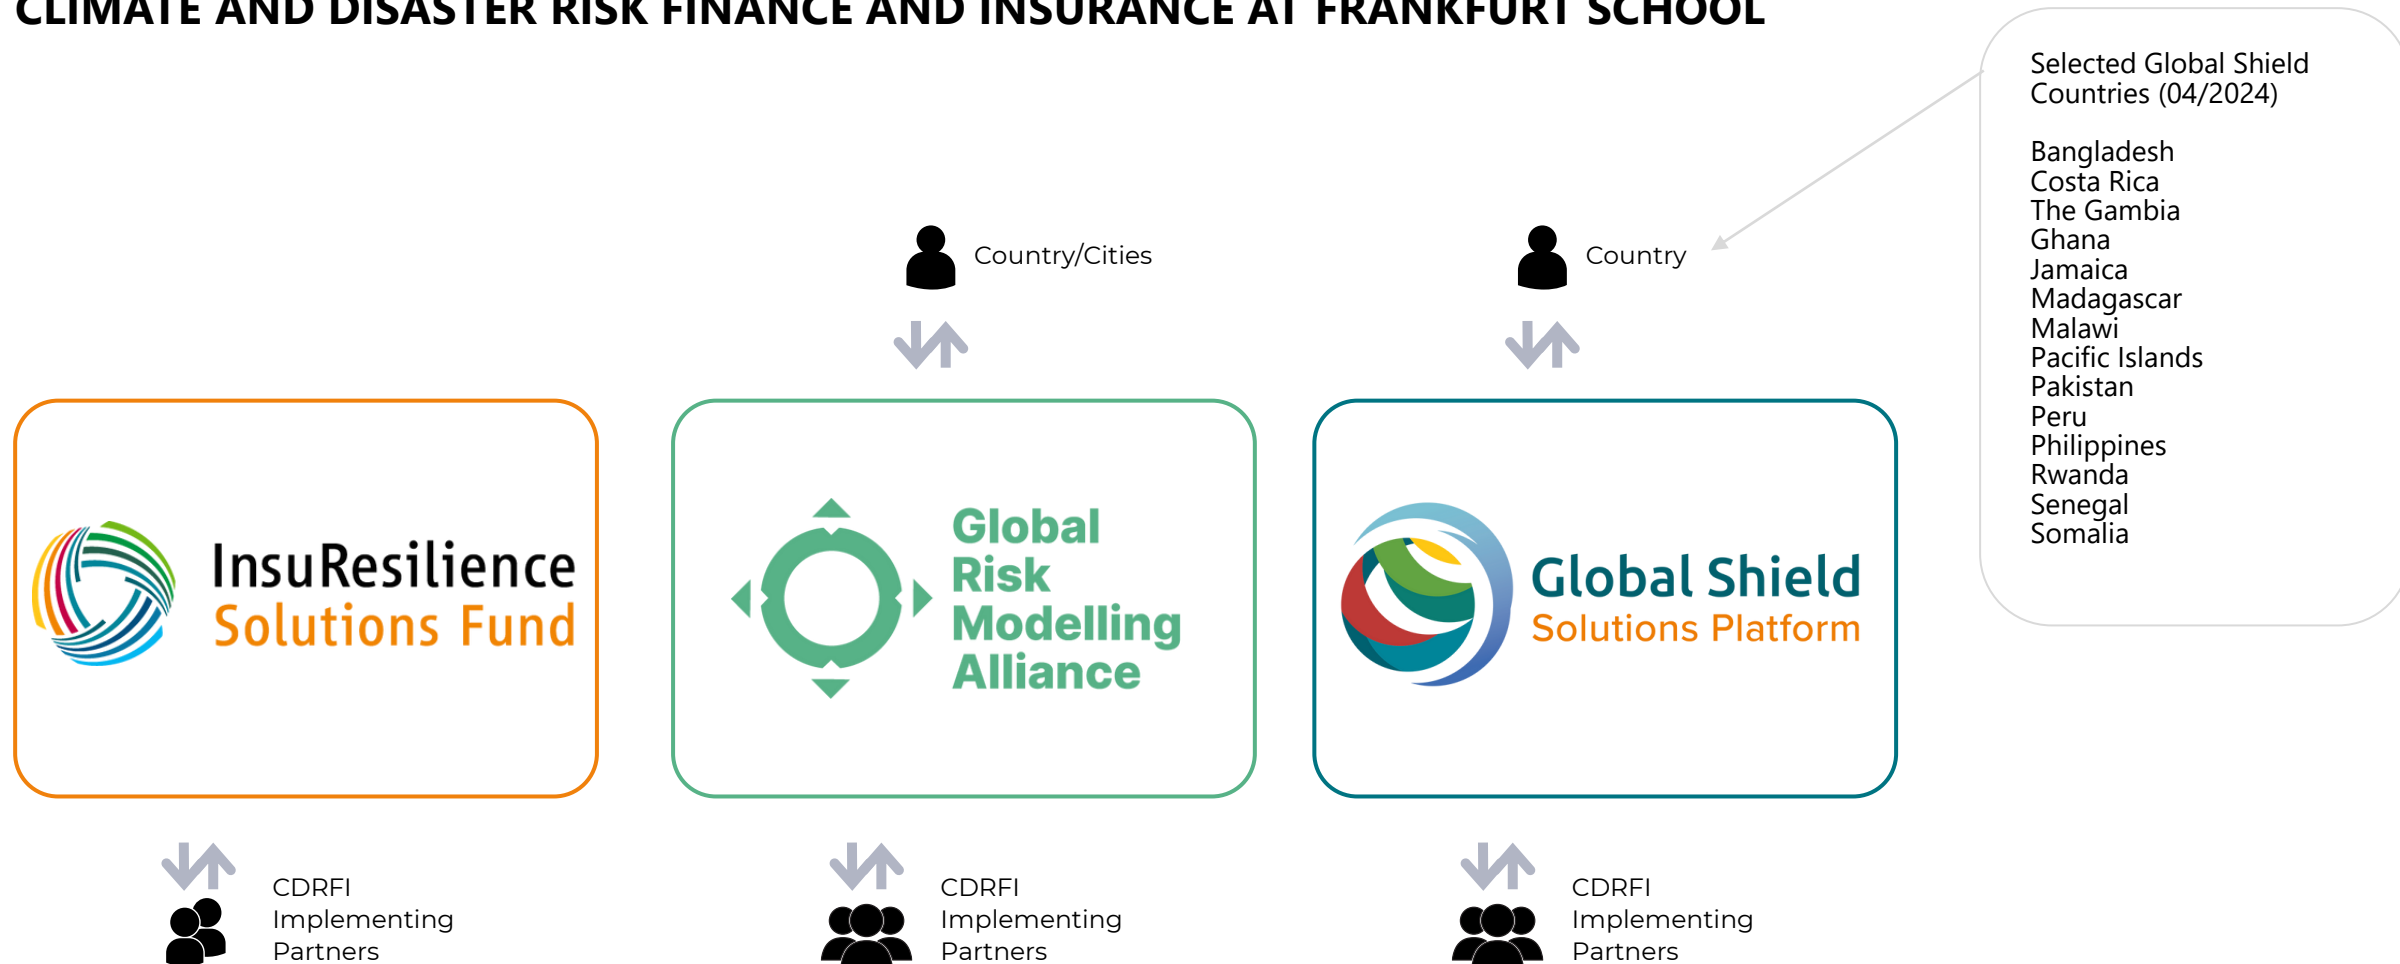 CLIMATE AND DISASTER RISK FINANCE AND INSURANCE AT FRANKFURT SCHOOL
Selected Global Shield
Countries (04/2024)
Bangladesh
Costa Rica
The Gambia
Ghana
Jamaica
Madagascar
Malawi
Pacific Islands
Pakistan
Peru
Philippines
Rwanda
Senegal
Somalia
Country/Cities
Country
InsuResilience
Solutions Fund
Global
Risk
Modelling
Alliance
Global Shield
Solutions Platform
CDRFI
Implementing
Partners
CDRFI
Implementing
Partners
CDRFI
Implementing
Partners